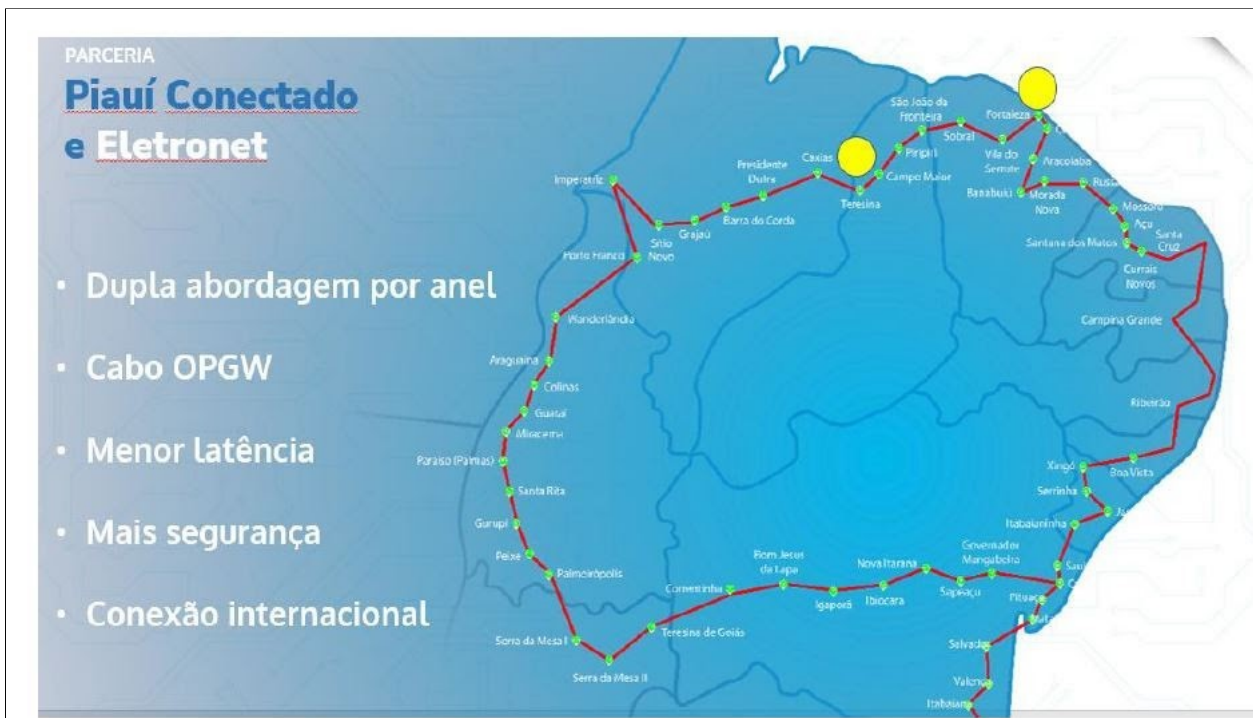 PARCERIA
Piauí Conectado
e Eletronet
• Dupla abordagem por anel
• Cabo OPGW
• Menor latência
• Mais segurança
• Conexão internacional
São João da
Fronteira
Fortaleza
Sobral
Vila do
Piripiri
Aracoiaba
Caxias
Campo Maior
Presidente
Dutra
Imperatriz
Teresina
Banabuiú
Morada
Nova
Mossoró
Barra do Corda
Açu
Grajaú
Santa
Cruz
Santana dos Matos
Sítio
Novo
Porto Franco
Currais
Novos
Wanderlândia
Campina Grande
Araguaina
Colinas
Guaraí
Ribeirão
Miracema
Paraíso (Palmas)
Xingó
Boa Vista
Santa Rita
Serrinha
Gurupi
Itabaianinha
Peixe
Palmeirópolis
Bom Jesus
da Lapa
Nova Itarana
Governador
Mangabeira
Correntina
Igaporã
Ibiocara
Sapeaçu
Pituaçu
Teresina de Goiás
Serra da Mesa I
Serra da Mesa II
Salvador
Valença